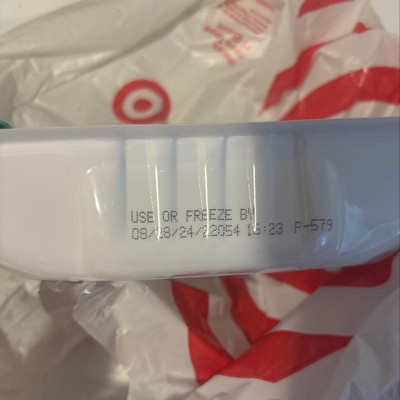 USE OR FREEZE BY
08/28/24/22054 16:23 P-579